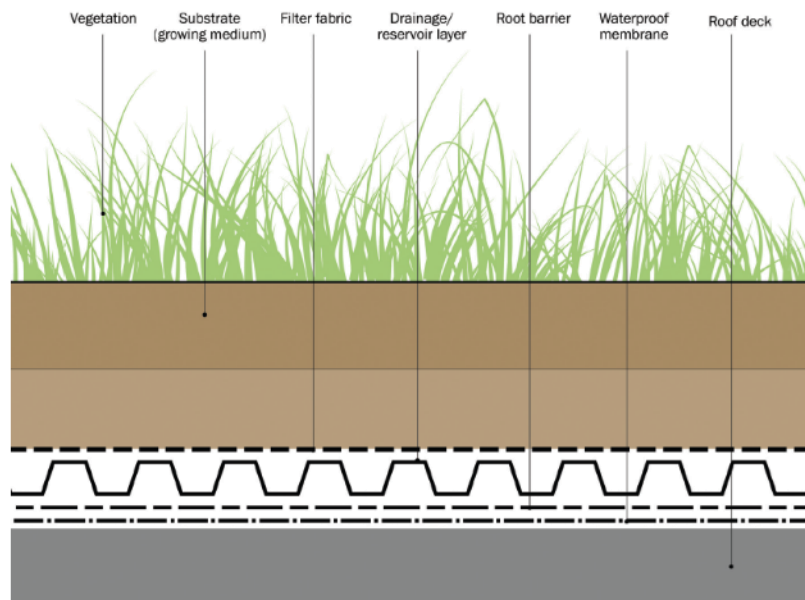 Vegetation
Substrate
(growing medium)
Filter fabric
Drainage/
reservoir layer
Root barrier
Waterproof
membrane
Roof deck